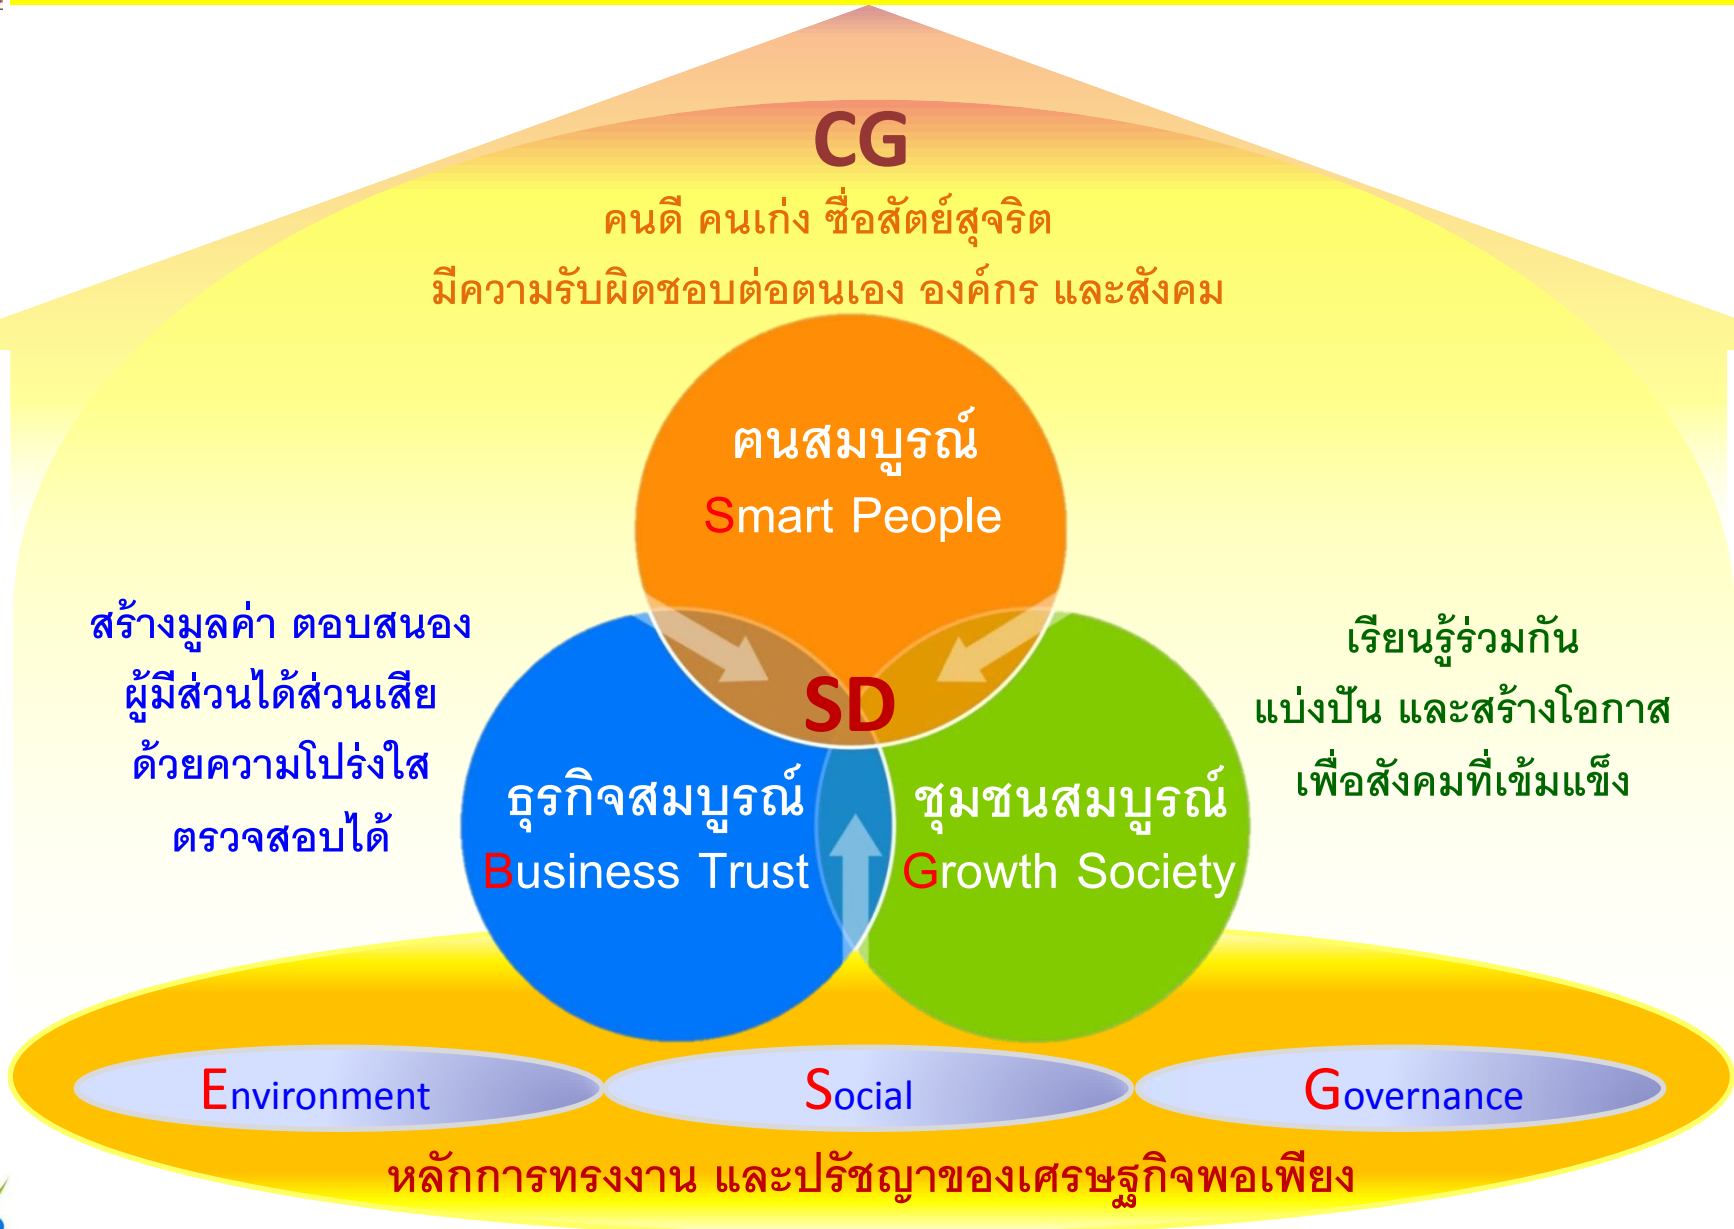 CG
คนดี คนเก่ง ซื่อสัตย์สุจริต
มีความรับผิดชอบต่อตนเอง องค์กร และสังคม
ฅนสมบูรณ์
Smart People
สร้างมูลค่า ตอบสนอง
ผู้มีส่วนได้ส่วนเสีย
ด้วยความโปร่งใส
ตรวจสอบได้
SD
เรียนรู้ร่วมกัน
แบ่งปัน และสร้างโอกาส
เพื่อสังคมที่เข้มแข็ง
ธุรกิจสมบูรณ์
Business Trust
ชุมชนสมบูรณ์
Growth Society
Environment
Social
Governance
หลักการทรงงาน และปรัชญาของเศรษฐกิจพอเพียง